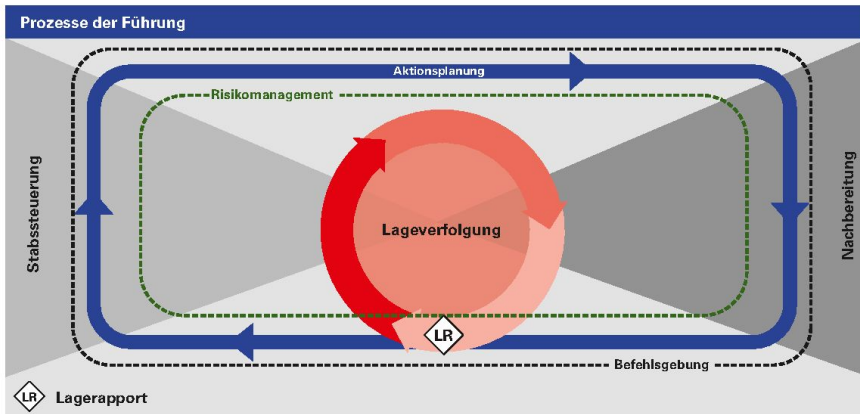 Prozesse der Führung
Aktionsplanung
Risikomanagement
Stabssteuerung
Lageverfolgung
Nachbereitung
LR
Befehlsgebung
LR Lagerapport